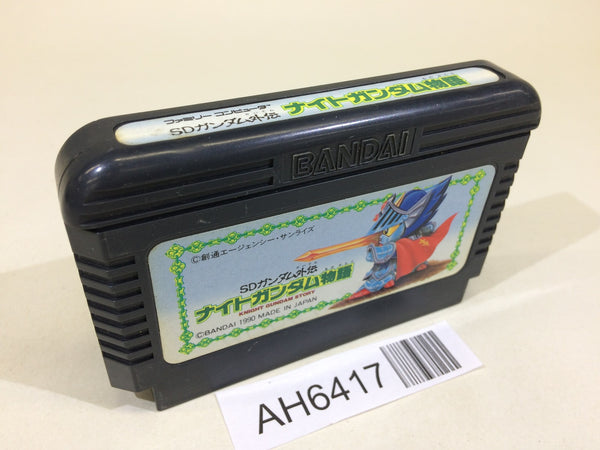 ファミリー コンピューター
SDガンダム外伝
ナイトガンダム物語
BANDAI
©創通エージェンシー・サンライズ
SDガンダム外伝
ナイトガンダム物語
KNIGHT GUNDAM STORY
©BANDAI 1990 MADE IN JAPAN
AH6417